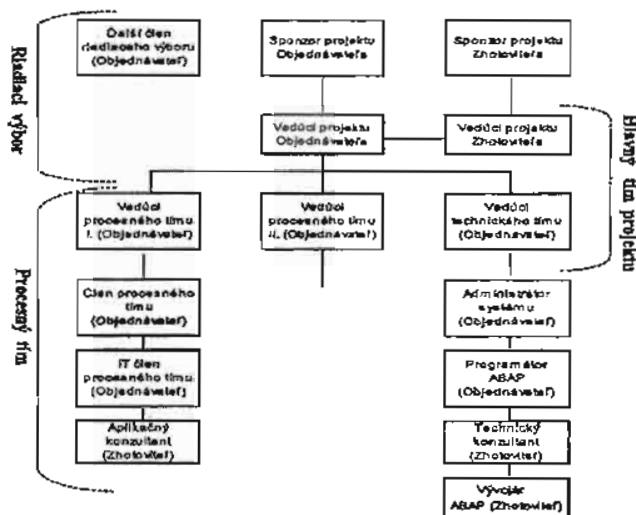 Riadiaci výbor
Ďalší člen
riadiaceho výboru
(Objednávateľ)
Sponzor projektu
Objednávateľa
Sponzor projektu
Zhotoviteľa
Vedúci projektu
Objednávateľa
Vedúci projektu
Zhotoviteľa
Hlavný tím projektu
Vedúci
procesného tímu
I. (Objednávateľ)
Vedúci
procesného tímu
II. (Objednávateľ)
Vedúci
technického tímu
(Objednávateľ)
Procesný tím
Člen procesného
tímu
(Objednávateľ)
Administrátor
systému
(Objednávateľ)
IT člen
procesného tímu
(Objednávateľ)
Programátor
ABAP
(Objednávateľ)
Aplikačný
konzultant
(Zhotoviteľ)
Technický
konzultant
(Zhotoviteľ)
Vývojár
ABAP (Zhotoviteľ)